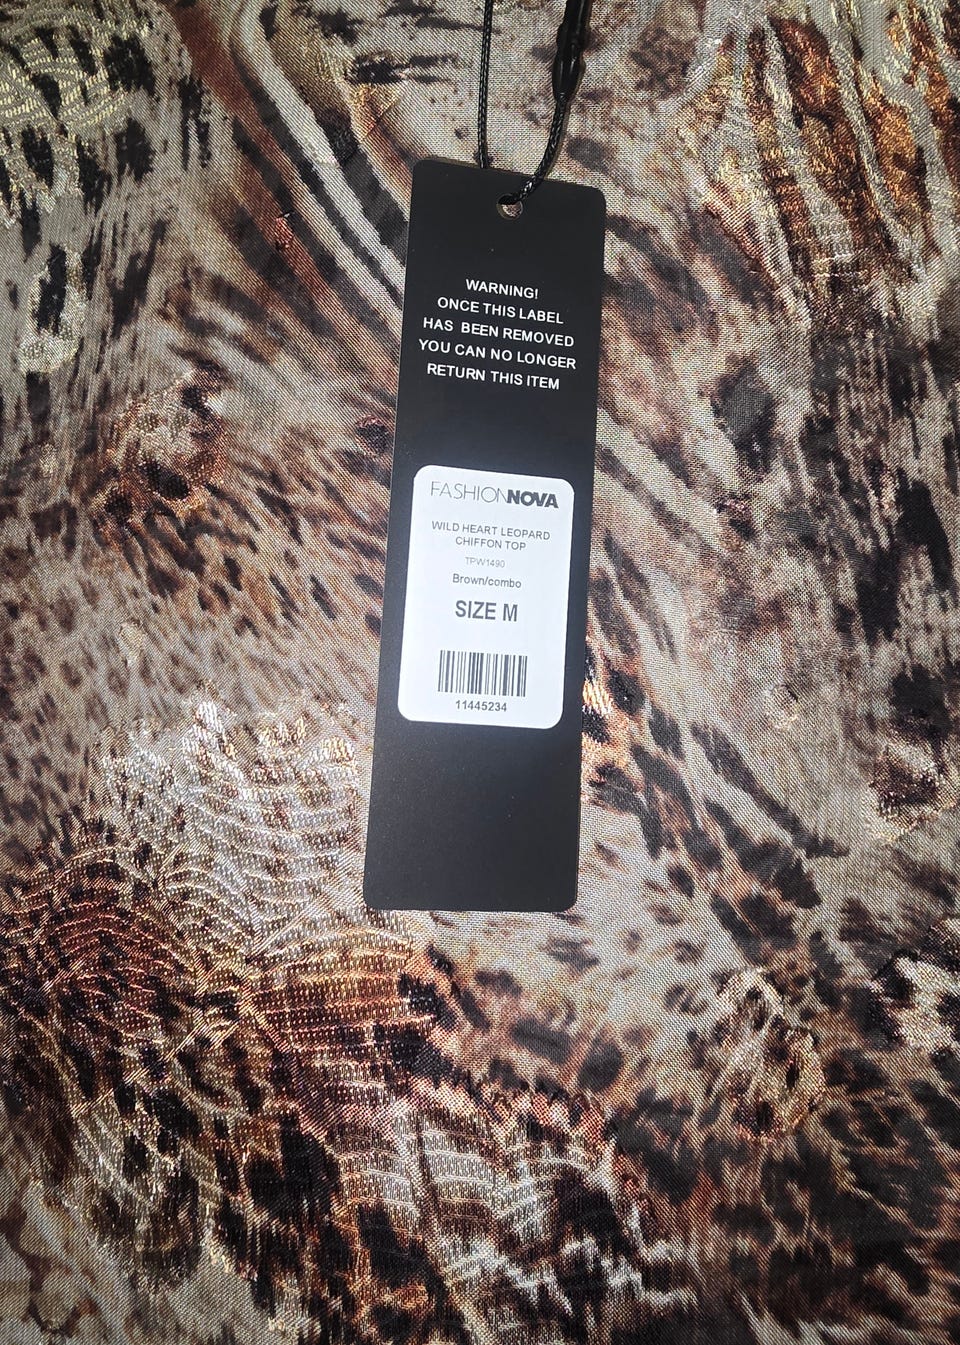 WARNING!
ONCE THIS LABEL
HAS BEEN REMOVED
YOU CAN NO LONGER
RETURN THIS ITEM
FASHIONNOVA
WILD HEART LEOPARD
CHIFFON TOP
TPW1490
Brown/combo
SIZE M
11445234